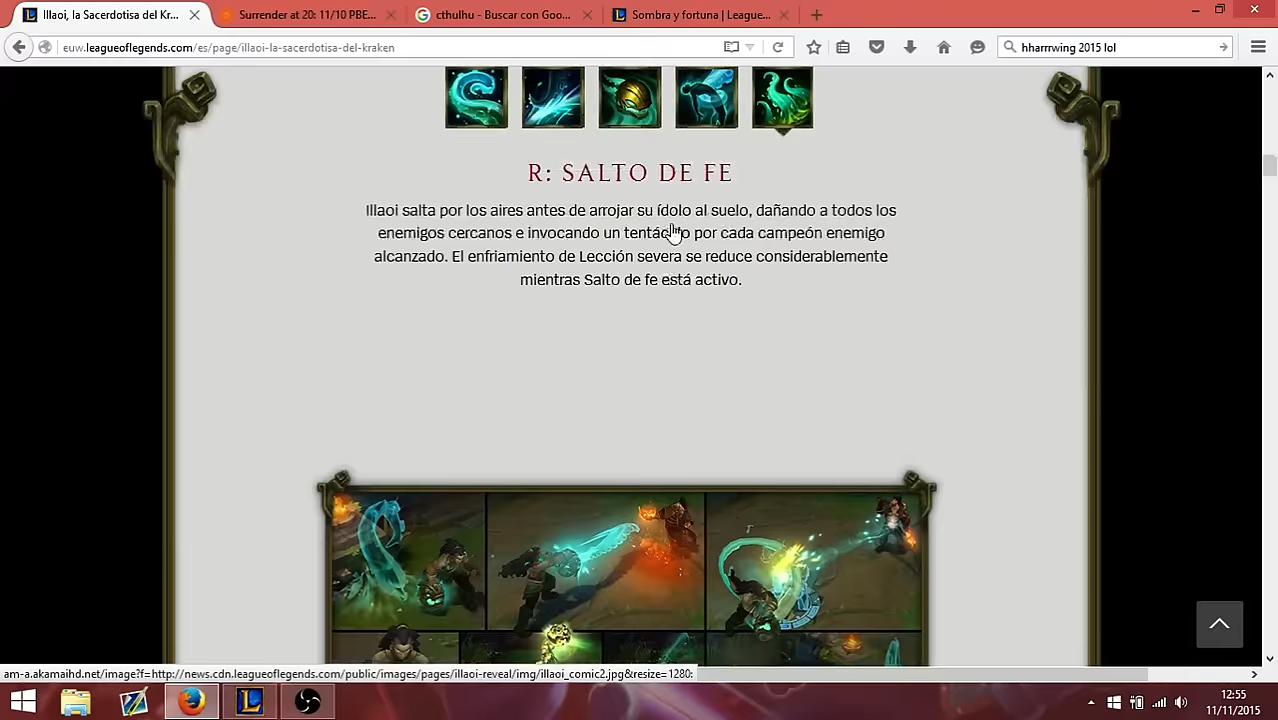 Illaoi, la Sacerdotisa del Kr...
Surrender at 20: 11/10 PBE...
cthulhu - Buscar con Goo...
Sombra y fortuna | League...
euw.leagueoflegends.com/es/page/illaoi-la-sacerdotisa-del-kraken
hharrrwing 2015 lol
R: SALTO DE FE
Illaoi salta por los aires antes de arrojar su ídolo al suelo, dañando a todos los
enemigos cercanos e invocando un tentáculo por cada campeón enemigo
alcanzado. El enfriamiento de Lección severa se reduce considerablemente
mientras Salto de fe está activo.
am-a.akamaihd.net/image?f=http://news.cdn.leagueoflegends.com/public/images/pages/illaoi-reveal/img/illaoi_comic2.jpg&resize=1280:
12:55
11/11/2015